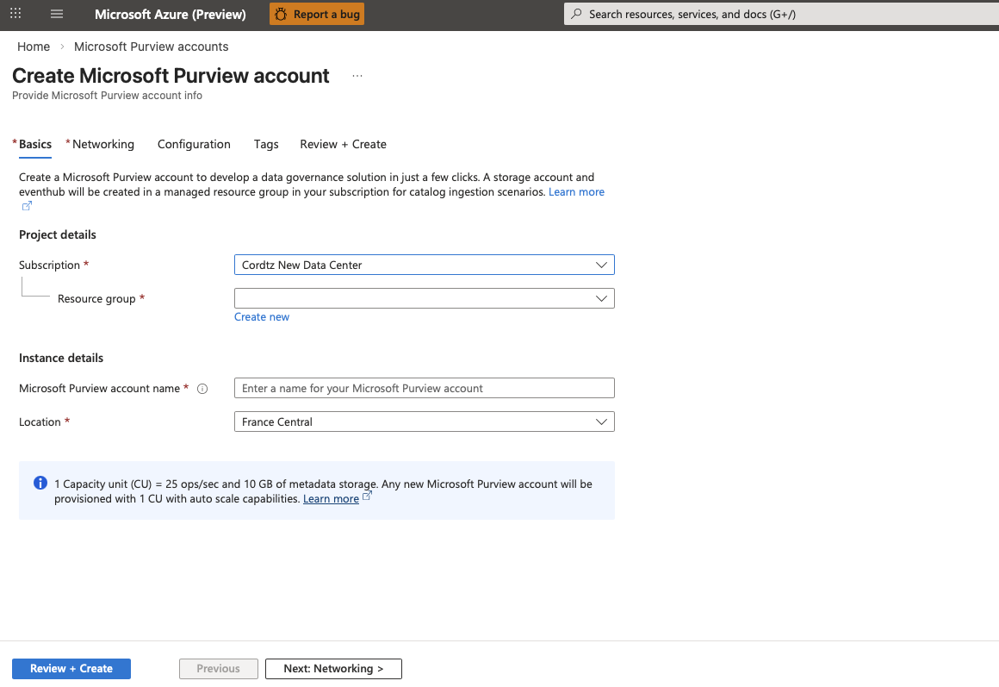 Microsoft Azure (Preview) Report a bug Search resources, services, and docs (G+/)
Home > Microsoft Purview accounts
Create Microsoft Purview account ...
Provide Microsoft Purview account info
* Basics * Networking Configuration Tags Review + Create
Create a Microsoft Purview account to develop a data governance solution in just a few clicks. A storage account and
eventhub will be created in a managed resource group in your subscription for catalog ingestion scenarios. Learn more
Project details
Subscription * Cordtz New Data Center
Resource group *
Create new
Instance details
Microsoft Purview account name * Enter a name for your Microsoft Purview account
Location * France Central
1 Capacity unit (CU) = 25 ops/sec and 10 GB of metadata storage. Any new Microsoft Purview account will be
provisioned with 1 CU with auto scale capabilities. Learn more
Review + Create Previous Next: Networking >